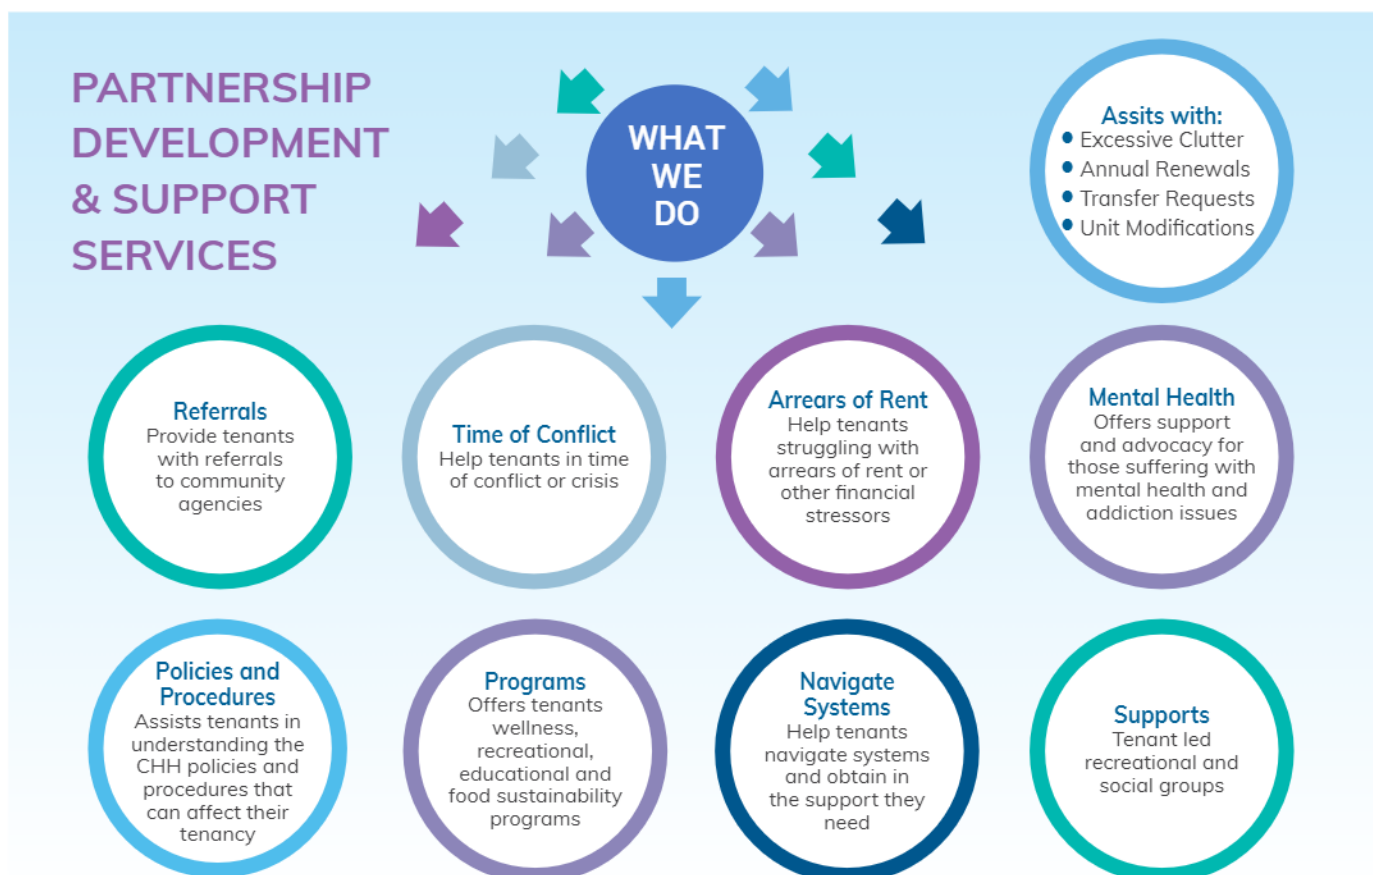 PARTNERSHIP
DEVELOPMENT
& SUPPORT
SERVICES
WHAT
WE
DO
Assits with:
• Excessive Clutter
• Annual Renewals
• Transfer Requests
• Unit Modifications
Referrals
Provide tenants
with referrals
to community
agencies
Time of Conflict
Help tenants in time
of conflict or crisis
Arrears of Rent
Help tenants
struggling with
arrears of rent or
other financial
stressors
Mental Health
Offers support
and advocacy for
those suffering with
mental health and
addiction issues
Policies and
Procedures
Assists tenants in
understanding the
CHH policies and
procedures that
can affect their
tenancy
Programs
Offers tenants
wellness,
recreational,
educational and
food sustainability
programs
Navigate
Systems
Help tenants
navigate systems
and obtain in
the support they
need
Supports
Tenant led
recreational and
social groups